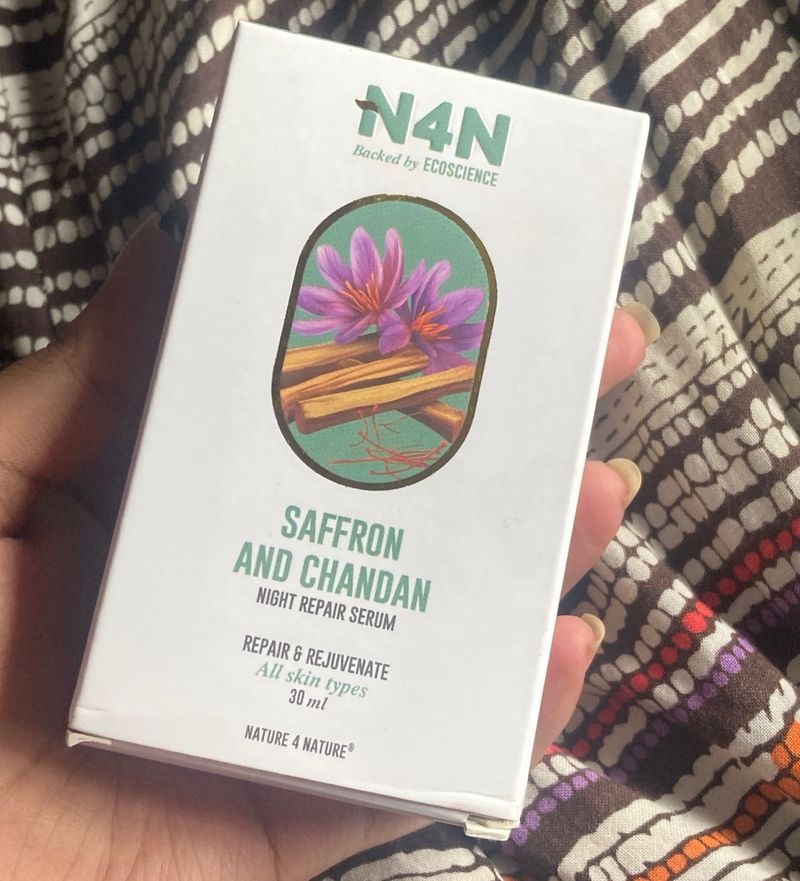 N4N
Backed by ECOSCIENCE
SAFFRON
AND CHANDAN
NIGHT REPAIR SERUM
REPAIR & REJUVENATE
All skin types
30 ml
NATURE 4 NATURE®